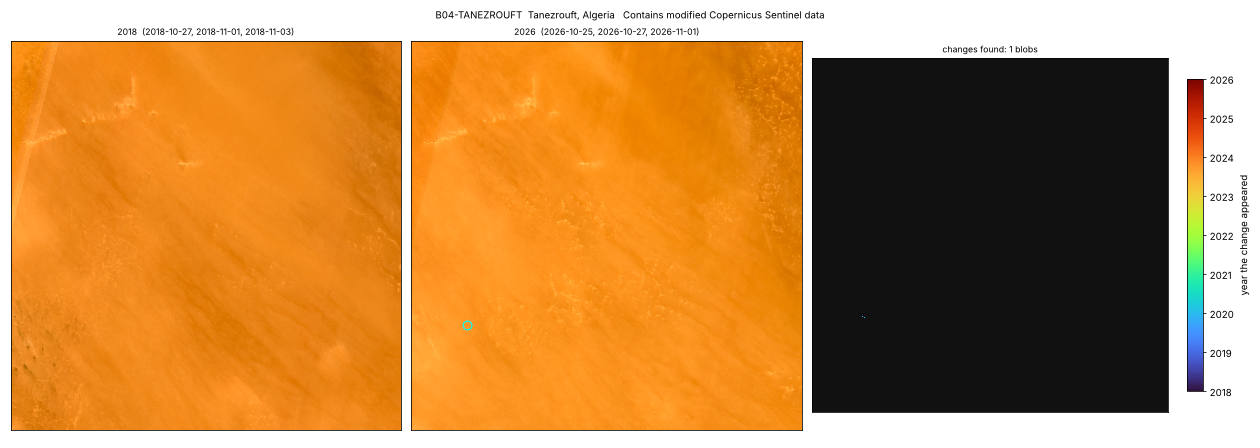 B04-TANEZROUFT  Tanezrouft, Algeria   Contains modified Copernicus Sentinel data
2018  (2018-10-27, 2018-11-01, 2018-11-03)
2026  (2026-10-25, 2026-10-27, 2026-11-01)
changes found: 1 blobs
2026
2025
2024
2023
2022
2021
2020
2019
2018
year the change appeared